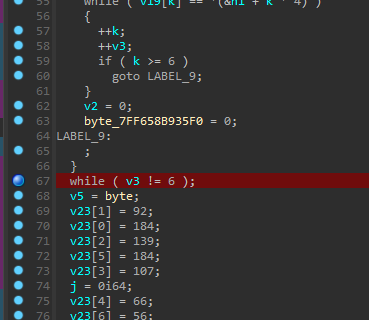 55 while ( v19[k] == *(&n1 + k * 4) )
56 {
57 ++k;
58 ++v3;
59 if ( k >= 6 )
60 goto LABEL_9;
61 }
62 v2 = 0;
63 byte_7FF658B935F0 = 0;
64 LABEL_9:
65 ;
66 }
67 while ( v3 != 6 );
68 v5 = byte;
69 v23[1] = 92;
70 v23[0] = 184;
71 v23[2] = 139;
72 v23[5] = 184;
73 v23[3] = 107;
74 j = 0i64;
75 v23[4] = 66;
76 v23[6] = 56;